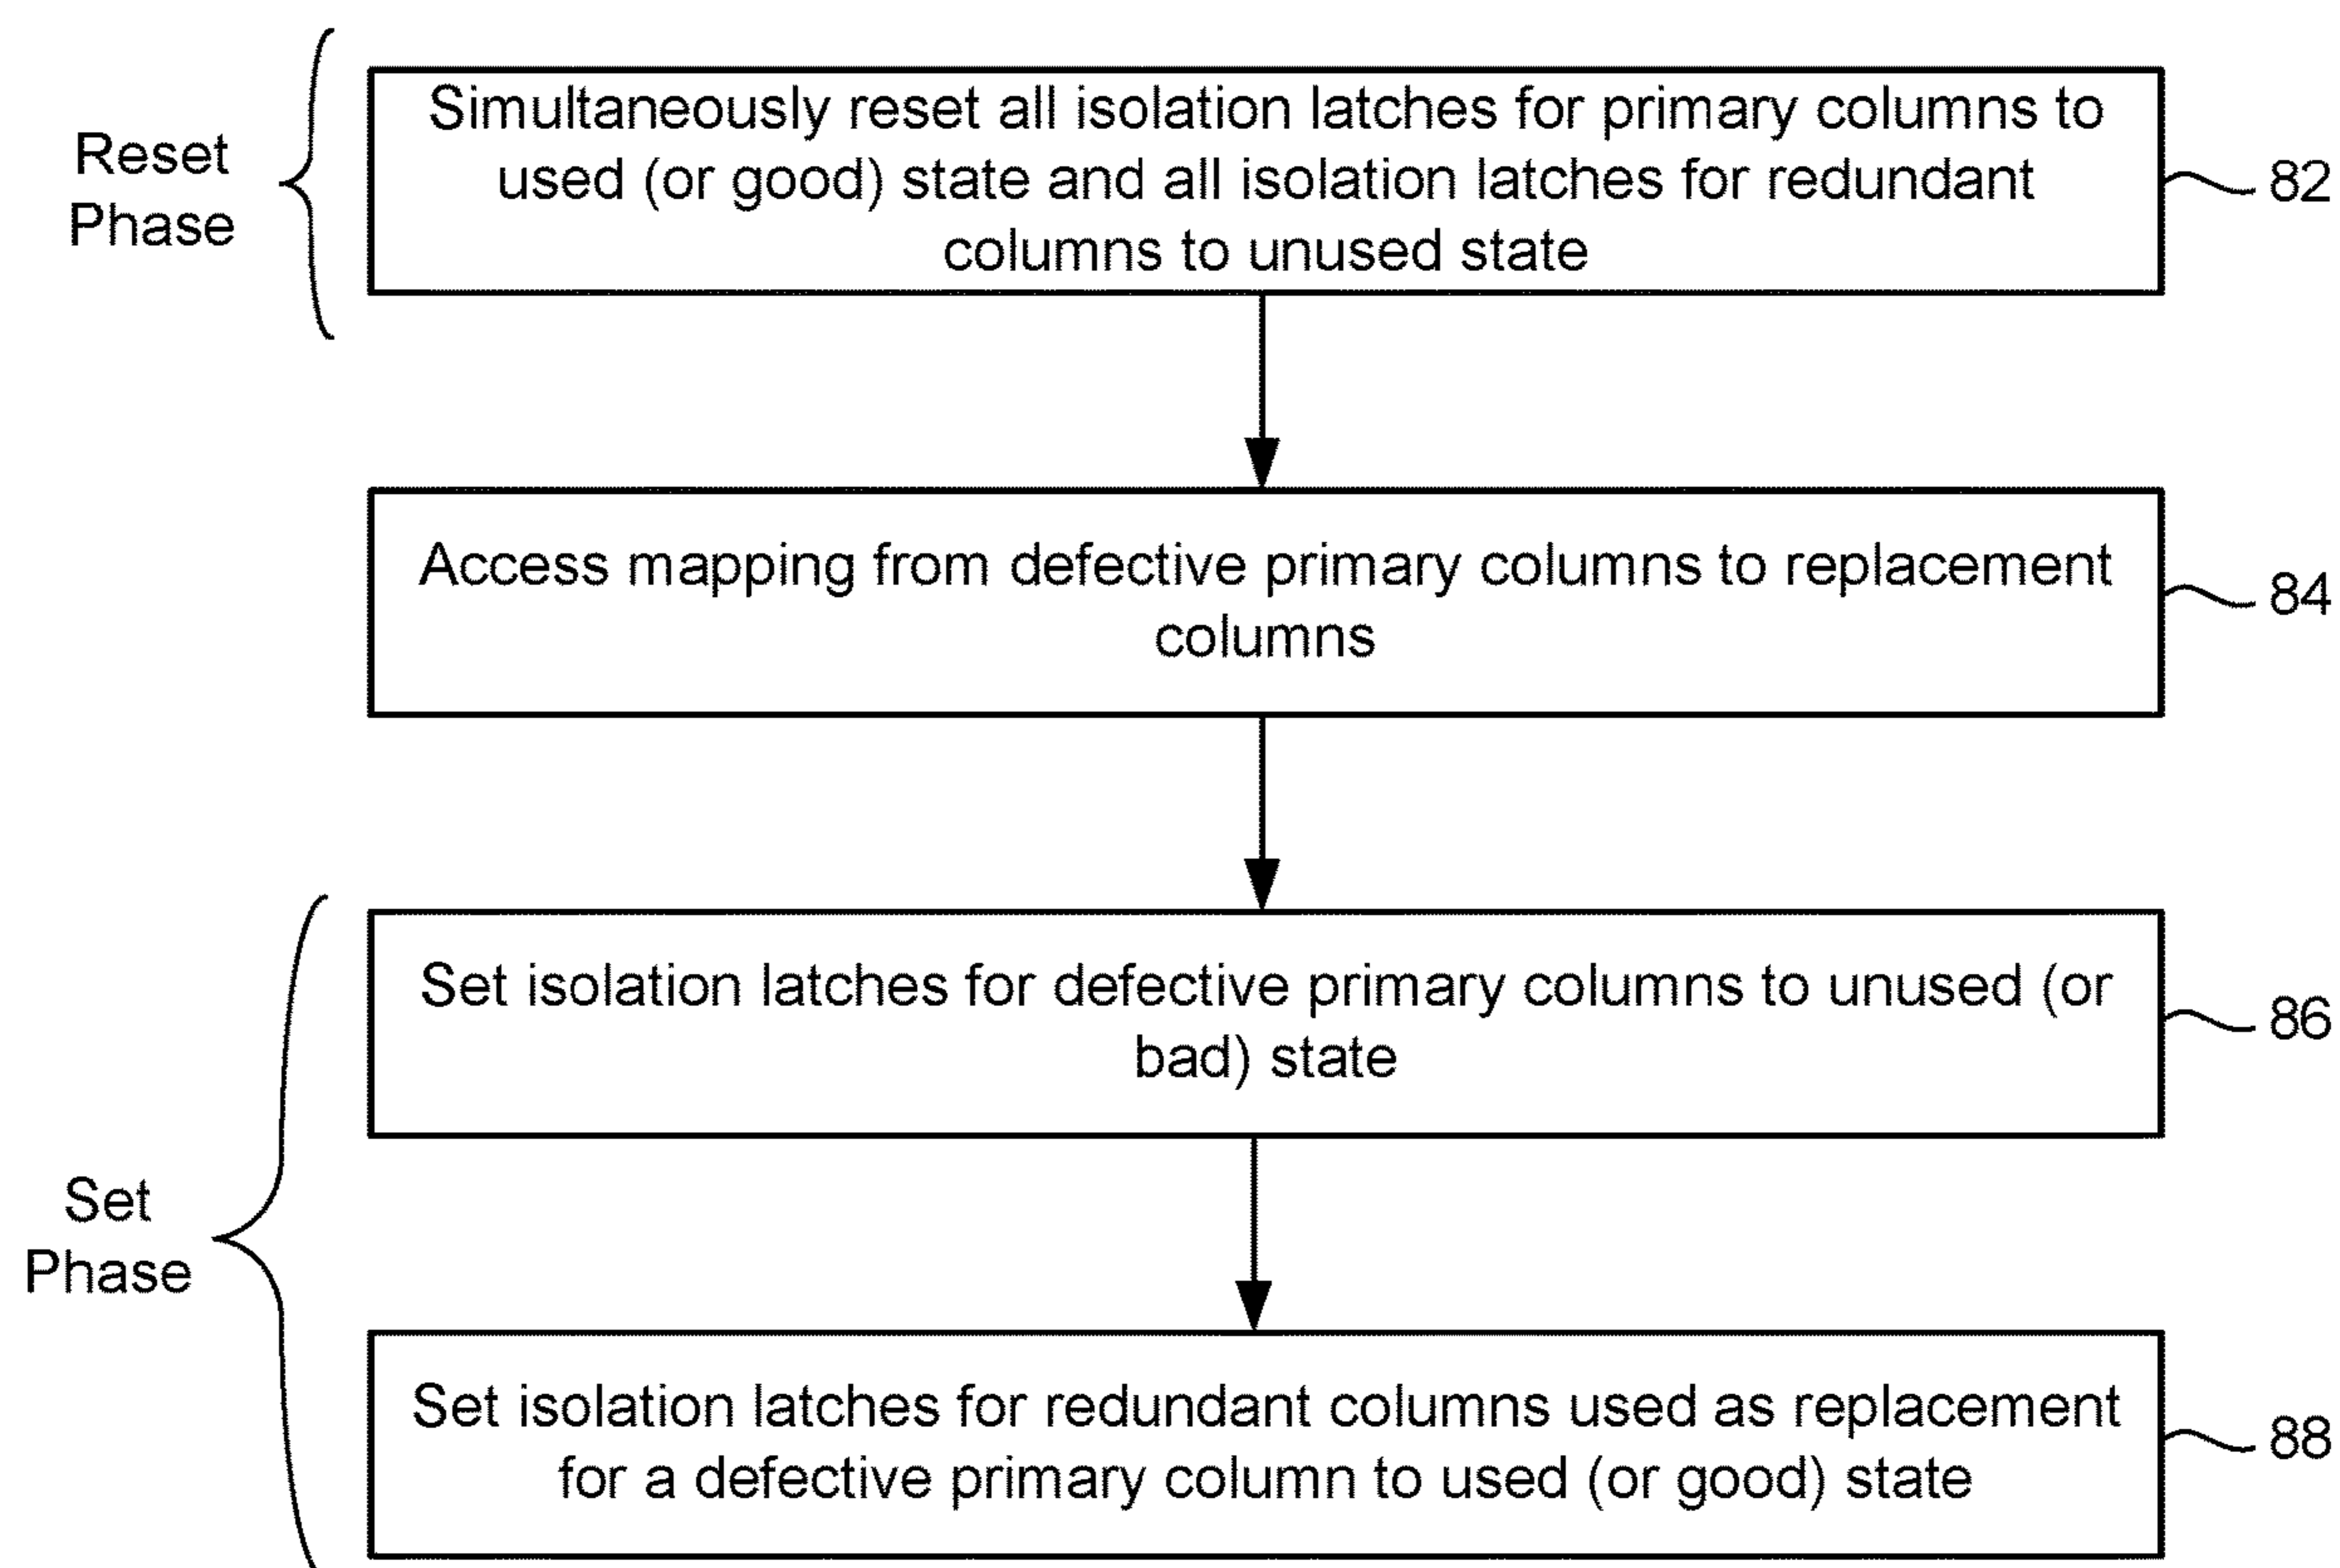 Reset
Phase
Simultaneously reset all isolation latches for primary columns to
used (or good) state and all isolation latches for redundant
columns to unused state
82
Access mapping from defective primary columns to replacement
columns
84
Set
Phase
Set isolation latches for defective primary columns to unused (or
bad) state
86
Set isolation latches for redundant columns used as replacement
for a defective primary column to used (or good) state
88